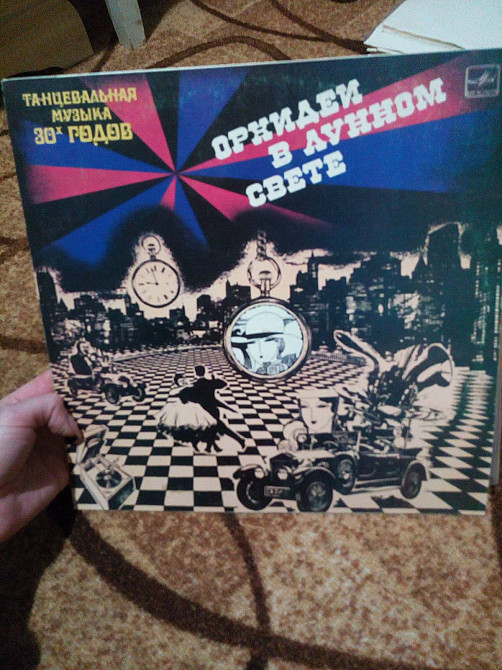 ТАНЦЕВАЛЬНАЯ
МУЗЫКА
30х ГОДОВ
ОРХИДЕИ
В ЛУННОМ
СВЕТЕ